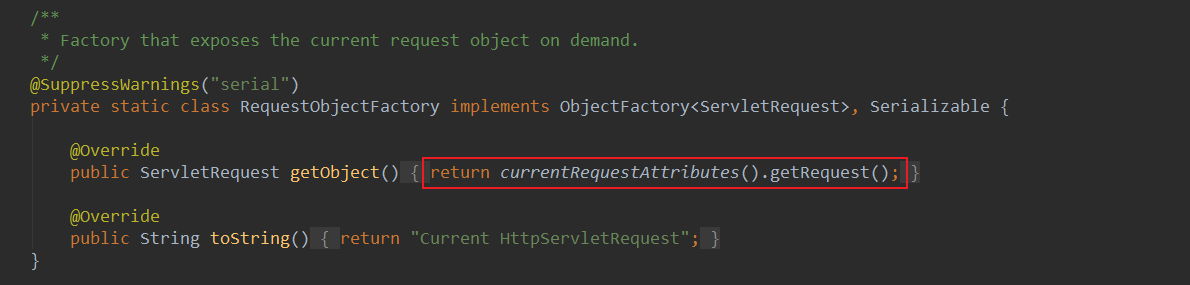 /**
 * Factory that exposes the current request object on demand.
 */
@SuppressWarnings("serial")
private static class RequestObjectFactory implements ObjectFactory<ServletRequest>, Serializable {
@Override
public ServletRequest getObject() { return currentRequestAttributes().getRequest(); }
@Override
public String toString() { return "Current HttpServletRequest"; }
}